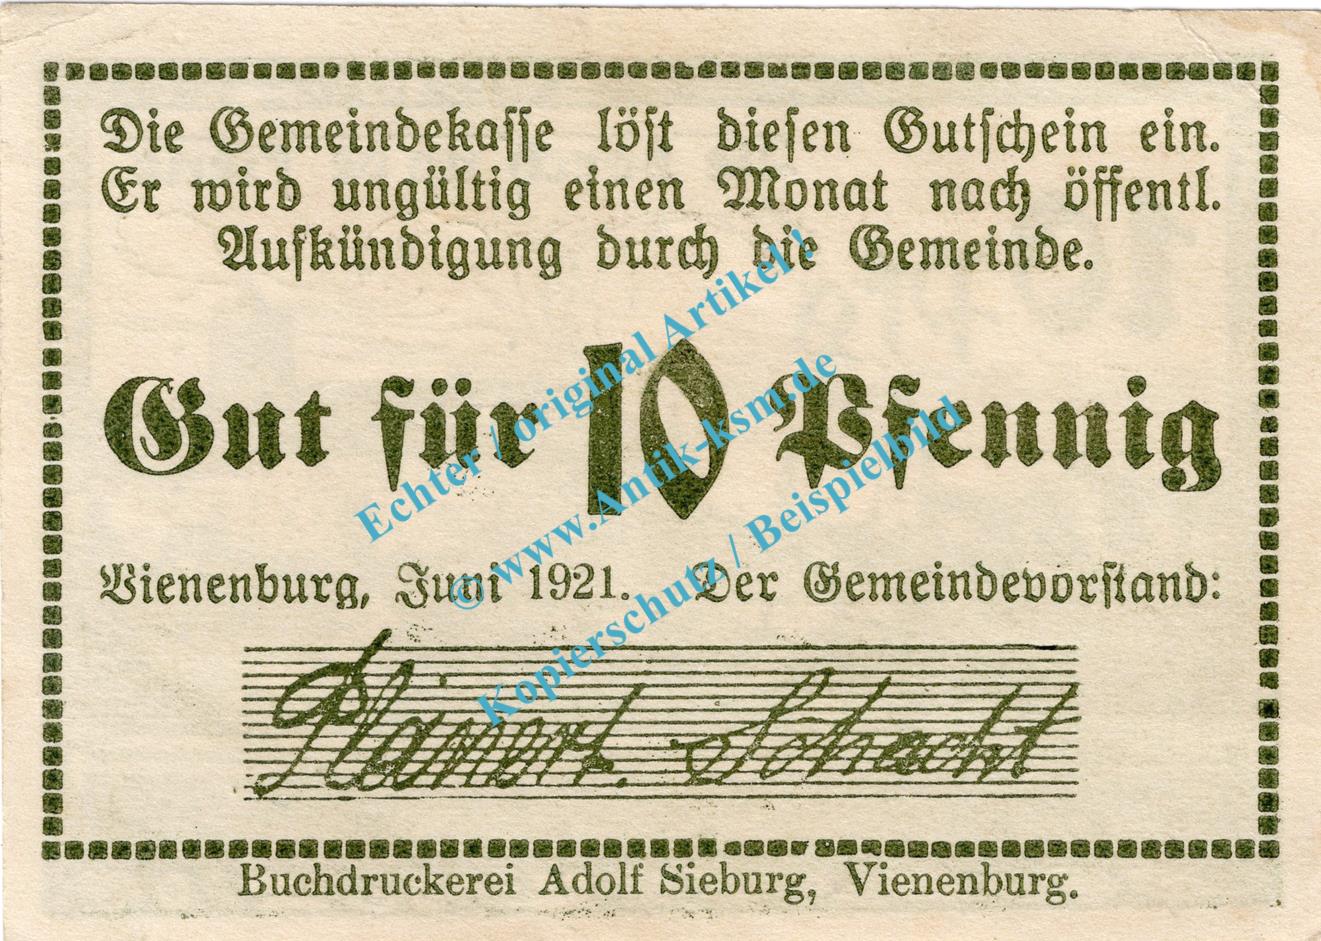 Die Gemeindekasse löst diesen Gutschein ein.
Er wird ungültig einen Monat nach öffentl.
Aufkündigung durch die Gemeinde.
Gut für 10 Pfennig
Vienenburg, Juni 1921. Der Gemeindevorstand:
Schacht
Buchdruckerei Adolf Sieburg, Vienenburg.
Echter / original Artikel !
© www.Antik-ksm.de
Kopierschutz / Beispielbild